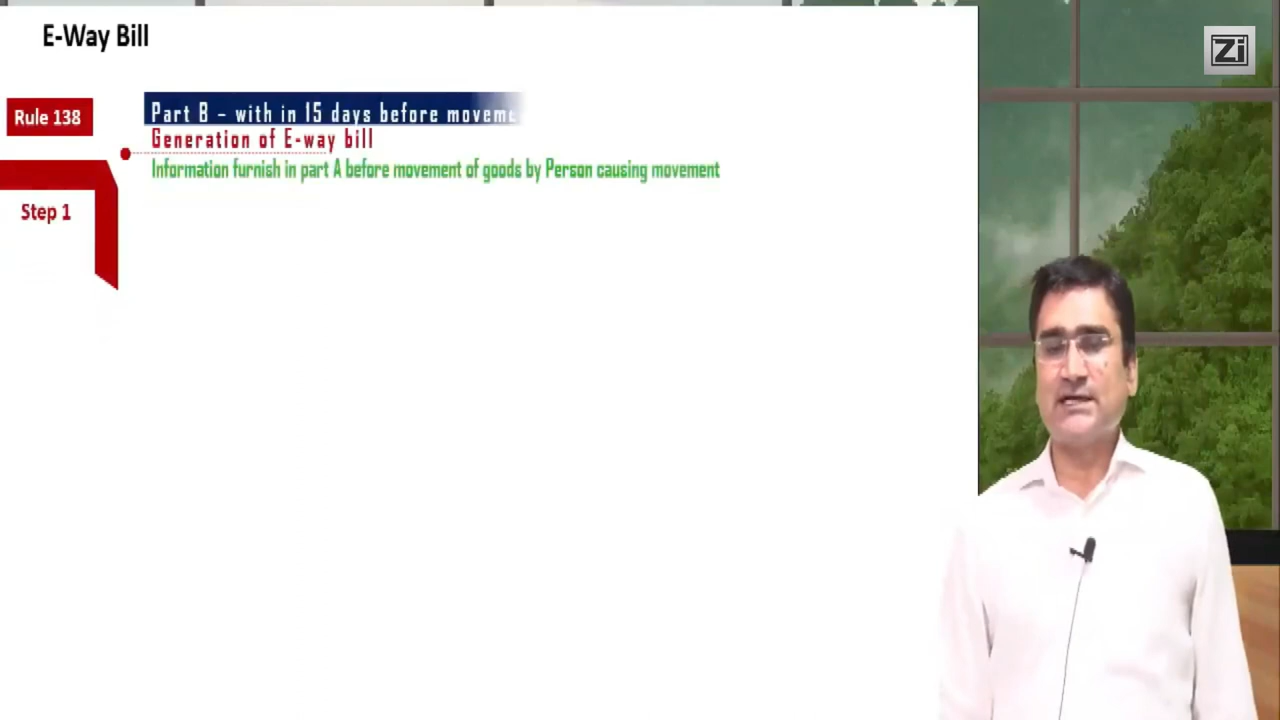 E-Way Bill
Zi
Rule 138
Part B – with in 15 days before
Generation of E-way bill
Information furnish in part A before movement of goods by Person causing movement
Step 1